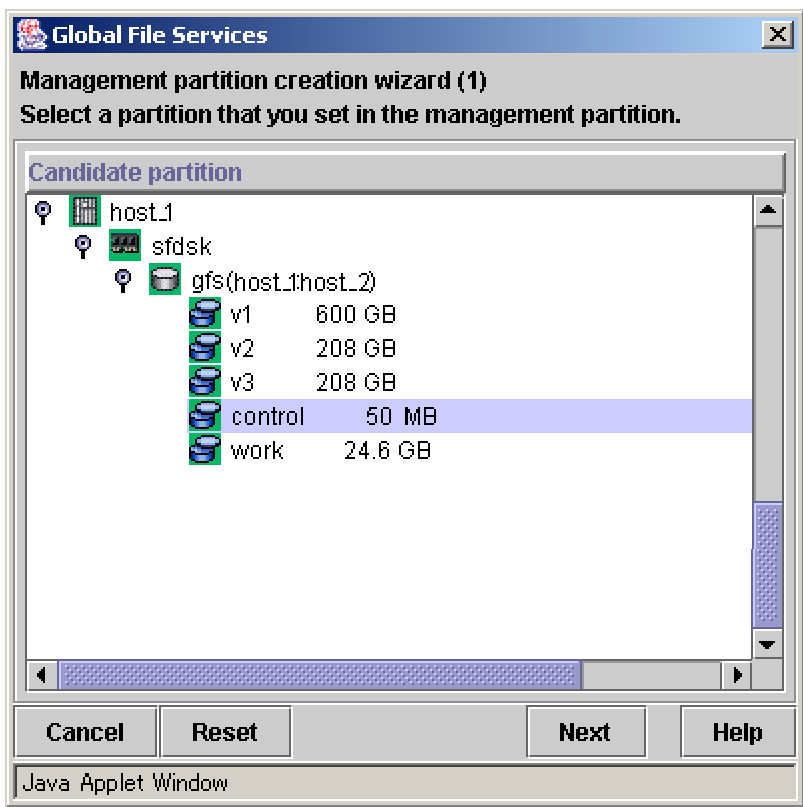 Global File Services
Management partition creation wizard (1)
Select a partition that you set in the management partition.
Candidate partition
host_1
sfdsk
gfs(host_1:host_2)
v1 600 GB
v2 208 GB
v3 208 GB
control 50 MB
work 24.6 GB
Cancel Reset Next Help
Java Applet Window